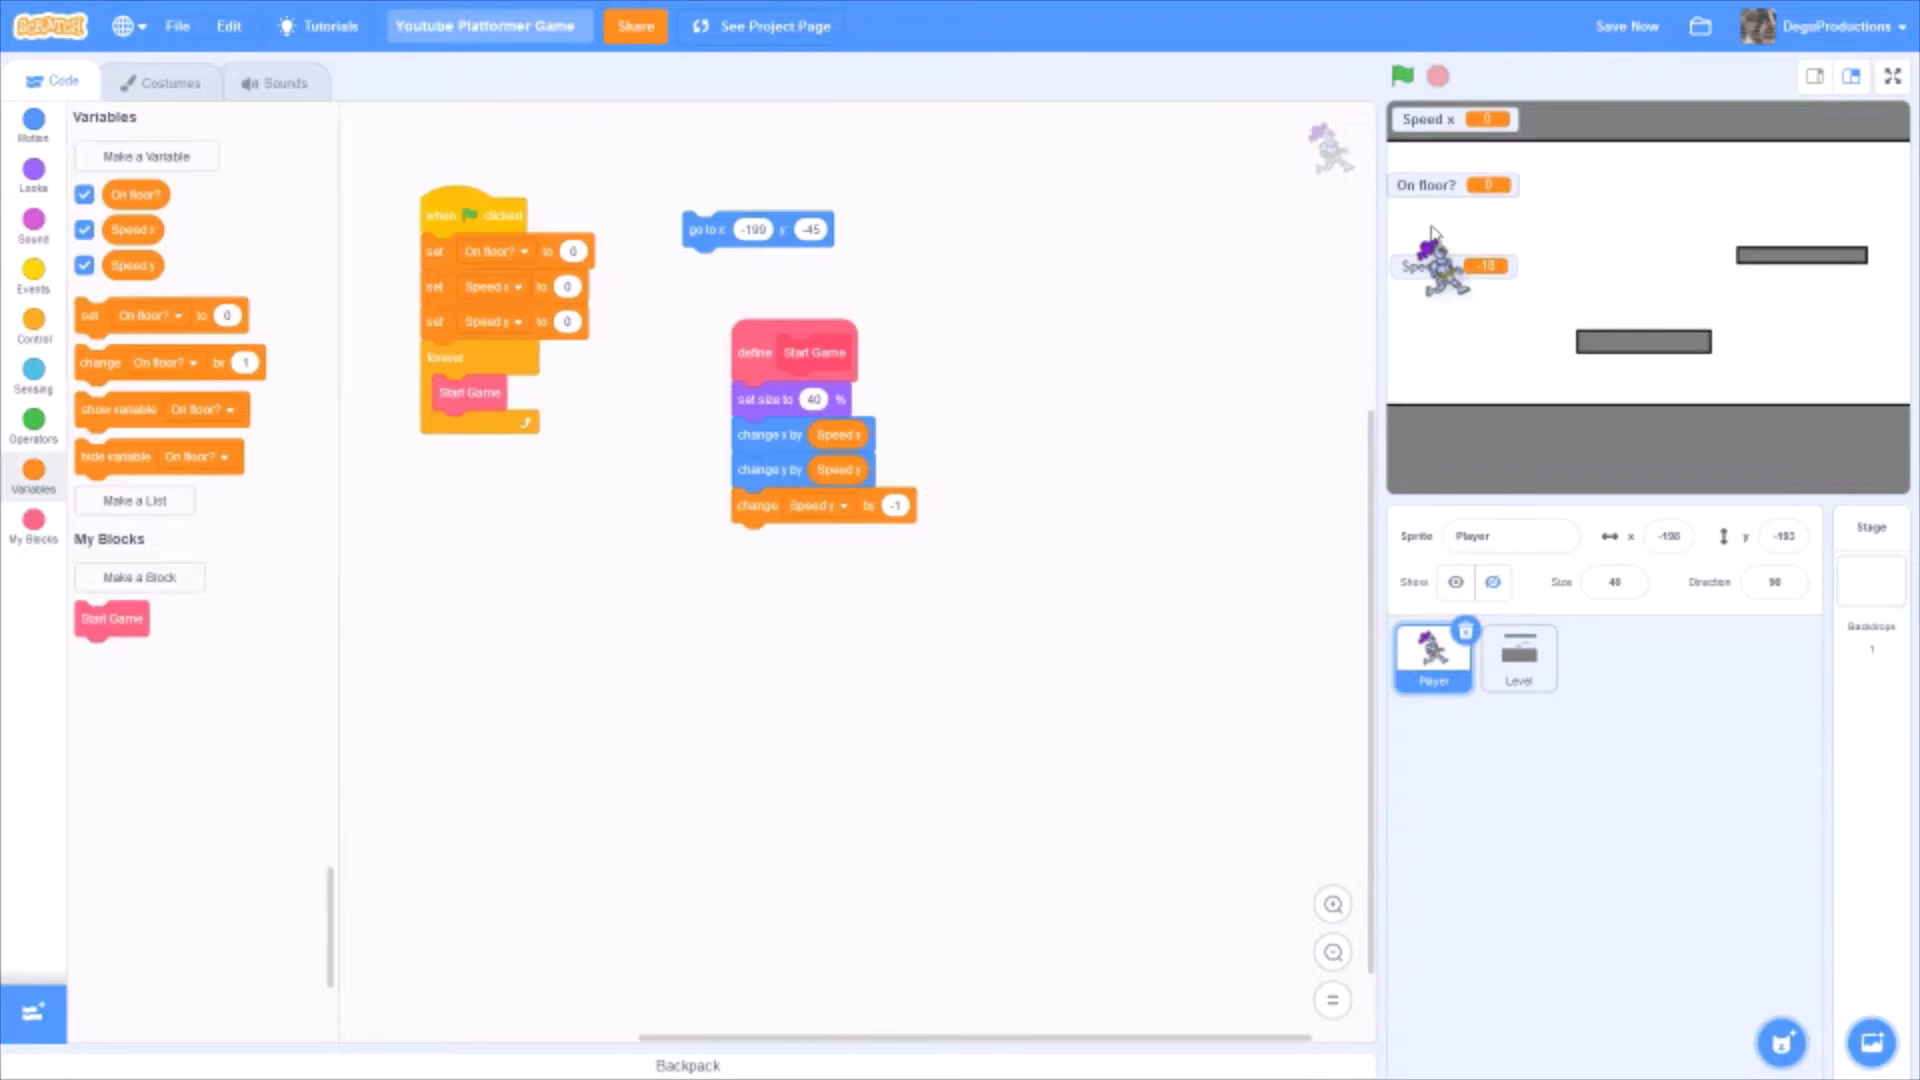 SCRATCH File Edit Tutorials Youtube Platformer Game Share See Project Page Save Now DeguProductions
Code Costumes Sounds
Motion
Looks
Sound
Events
Control
Sensing
Operators
Variables
My Blocks
Variables
Make a Variable
On floor?
Speed x
Speed y
set On floor? to 0
change On floor? by 1
show variable On floor?
hide variable On floor?
Make a List
My Blocks
Make a Block
Start Game
when clicked
set On floor? to 0
set Speed x to 0
set Speed y to 0
forever
Start Game
go to x: -199 y: -45
define Start Game
set size to 40 %
change x by Speed x
change y by Speed y
change Speed y by -1
Speed x 0
On floor? 0
-18
Sprite Player x y -193
Show Size 40 Direction 90
Player
Level
Stage
Backdrops
1
Backpack